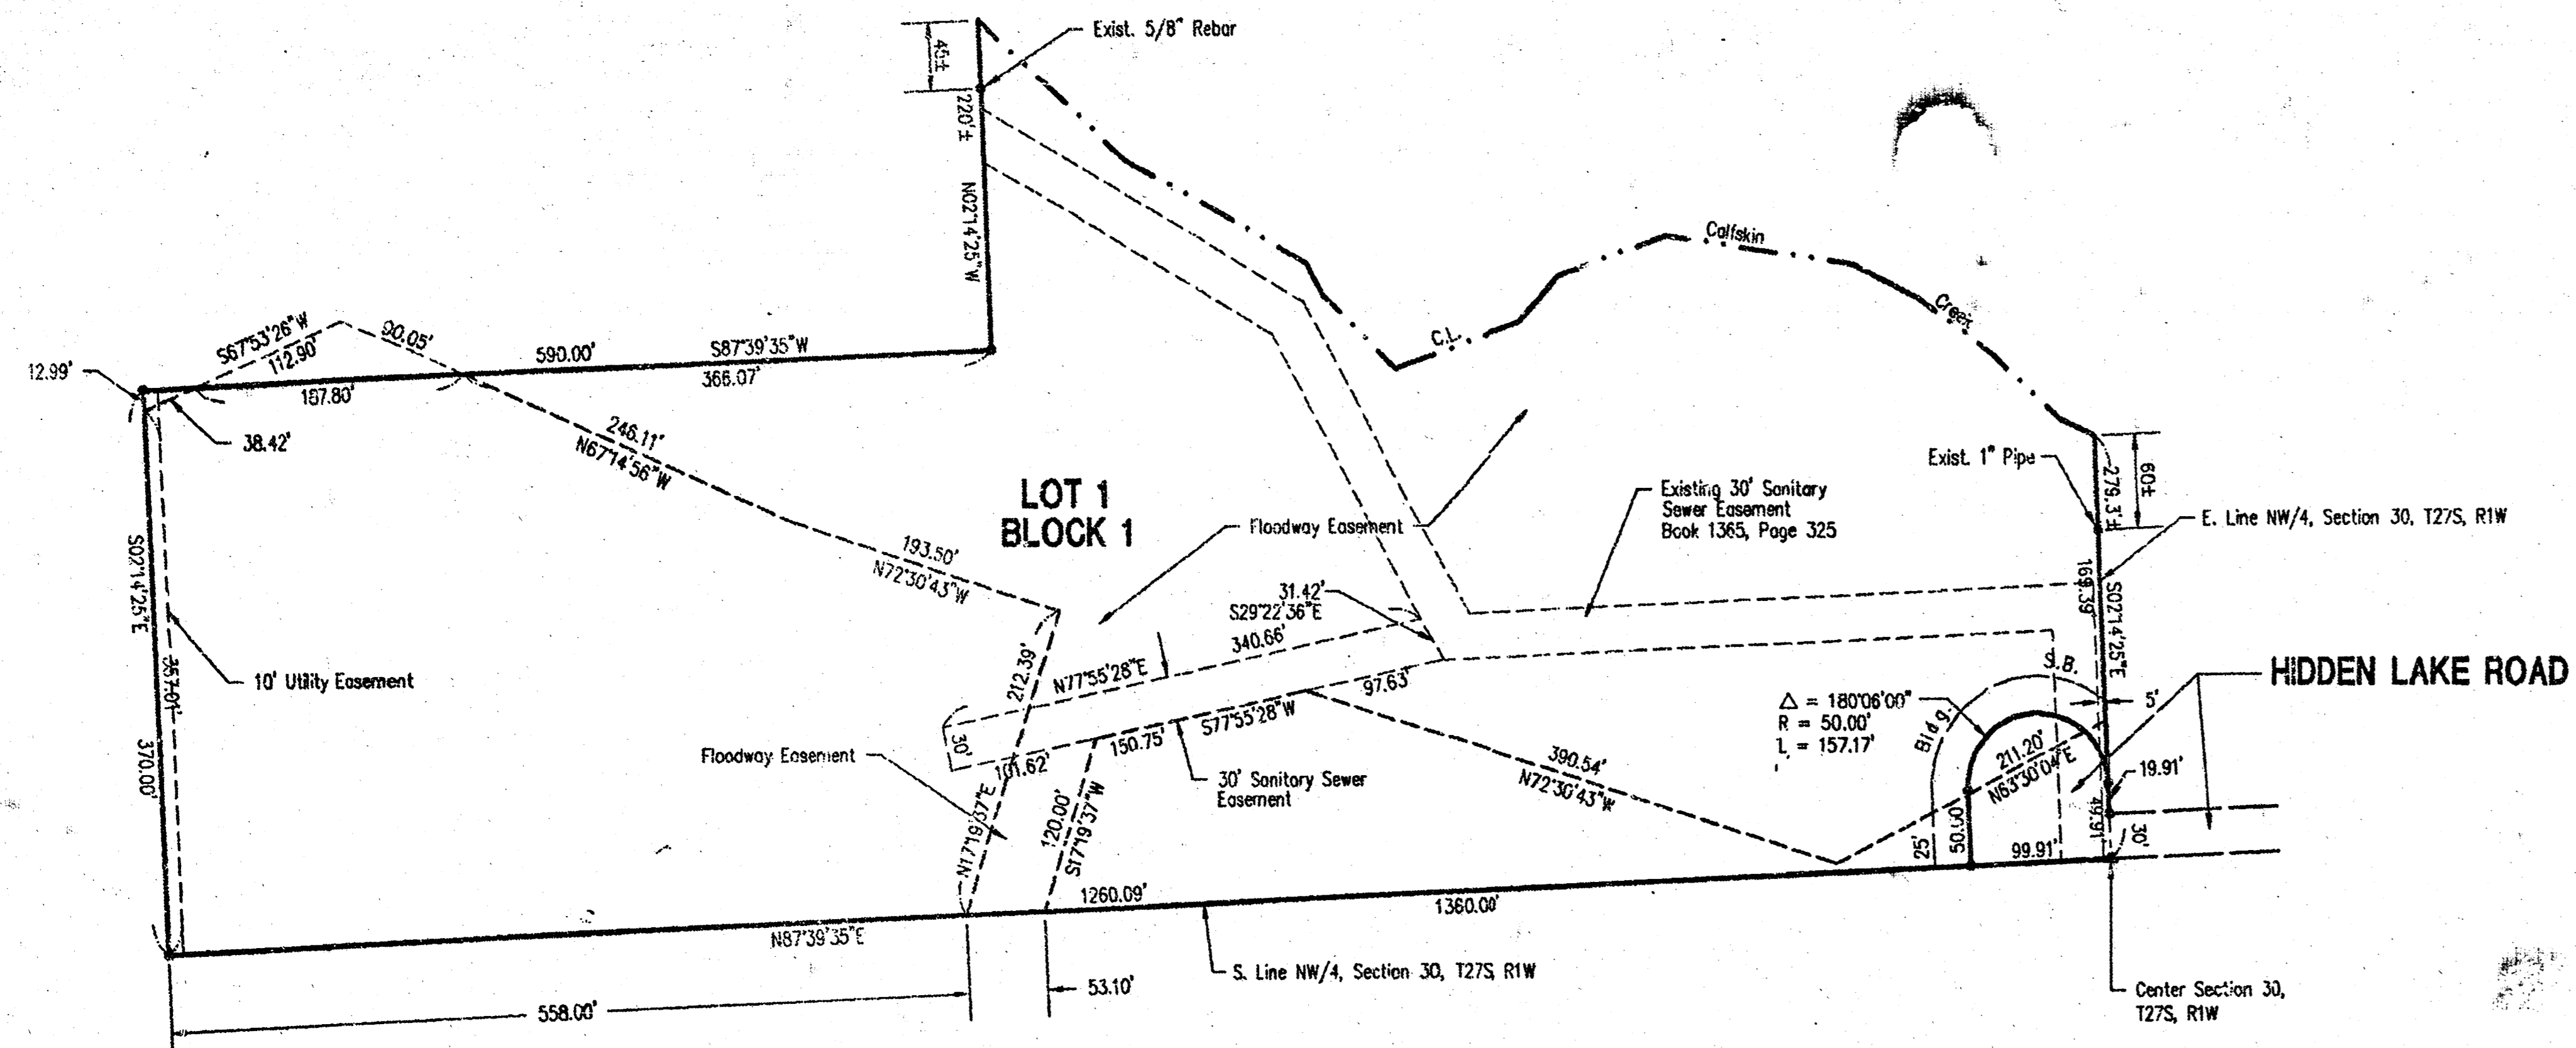 45±
Exist. 5/8" Rebar
220'±
N02°14'25"W
Calfskin
Creek
C.L.
S67°53'26"W
112.90'
90.05'
590.00'
S87°39'35"W
366.07'
12.99'
107.80'
38.42'
246.11'
N67°14'56"W
LOT 1
BLOCK 1
Floodway Easement
Existing 30' Sanitary
Sewer Easement
Book 1365, Page 325
Exist. 1" Pipe
279.3'±
60±
E. Line NW/4, Section 30, T27S, R1W
193.50'
N72°30'43"W
S02°14'25"E
357.01'
370.00'
10' Utility Easement
31.42'
S29°22'36"E
340.66'
N77°55'28"E
212.39'
169.39'
S02°14'25"E
S.B.
Bldg.
HIDDEN LAKE ROAD
5'
△ = 180°06'00"
R = 50.00'
L = 157.17'
97.63'
S77°55'28"W
150.75'
101.62'
30'
Floodway Easement
30' Sanitary Sewer
Easement
N17°19'37"E
120.00'
S17°19'37"W
390.54'
N72°30'43"W
211.20'
N63°30'04"E
19.91'
49.91'
30'
25'
50.00'
99.91'
1260.09'
1360.00'
N87°39'35"E
S. Line NW/4, Section 30, T27S, R1W
53.10'
558.00'
Center Section 30,
T27S, R1W